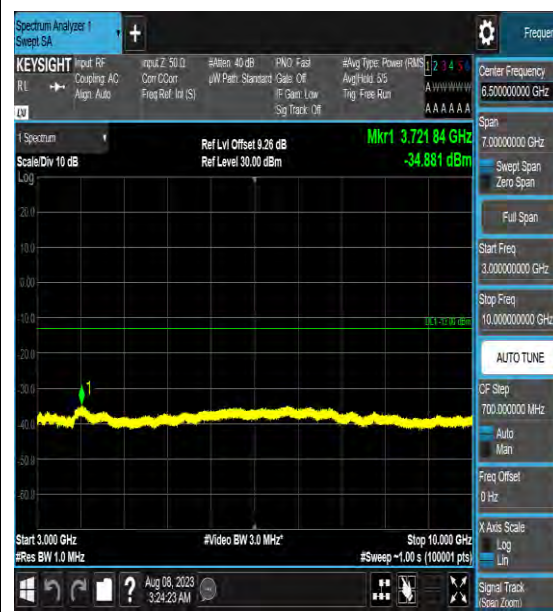 Spectrum Analyzer 1
Swept SA
+
Frequen
KEYSIGHT
Input: RF
Coupling: AC
Align: Auto
Input Z: 50 Ω
Corr CCorr
Freq Ref: Int (S)
#Atten: 40 dB
µW Path: Standard
PNO: Fast
Gate: Off
IF Gain: Low
Sig Track: Off
#Avg Type: Power (RMS
Avg|Hold: 5/5
Trig: Free Run
1 2 3 4 5 6
A W W W W W
A A A A A A
RL
LXI
1 Spectrum
Scale/Div 10 dB
Ref Lvl Offset 9.26 dB
Ref Level 30.00 dBm
Mkr1 3.721 84 GHz
-34.881 dBm
Log
20.0
10.0
0.00
-10.0
-20.0
-30.0
-40.0
-50.0
-60.0
DL1 -13.00 dBm
1
Start 3.000 GHz
#Res BW 1.0 MHz
#Video BW 3.0 MHz*
Stop 10.000 GHz
#Sweep ~1.00 s (100001 pts)
?
Aug 08, 2023
3:24:23 AM
Center Frequency
6.500000000 GHz
Span
7.00000000 GHz
Swept Span
Zero Span
Full Span
Start Freq
3.000000000 GHz
Stop Freq
10.000000000 GHz
AUTO TUNE
CF Step
700.000000 MHz
Auto
Man
Freq Offset
0 Hz
X Axis Scale
Log
Lin
Signal Track
(Span Zoom)